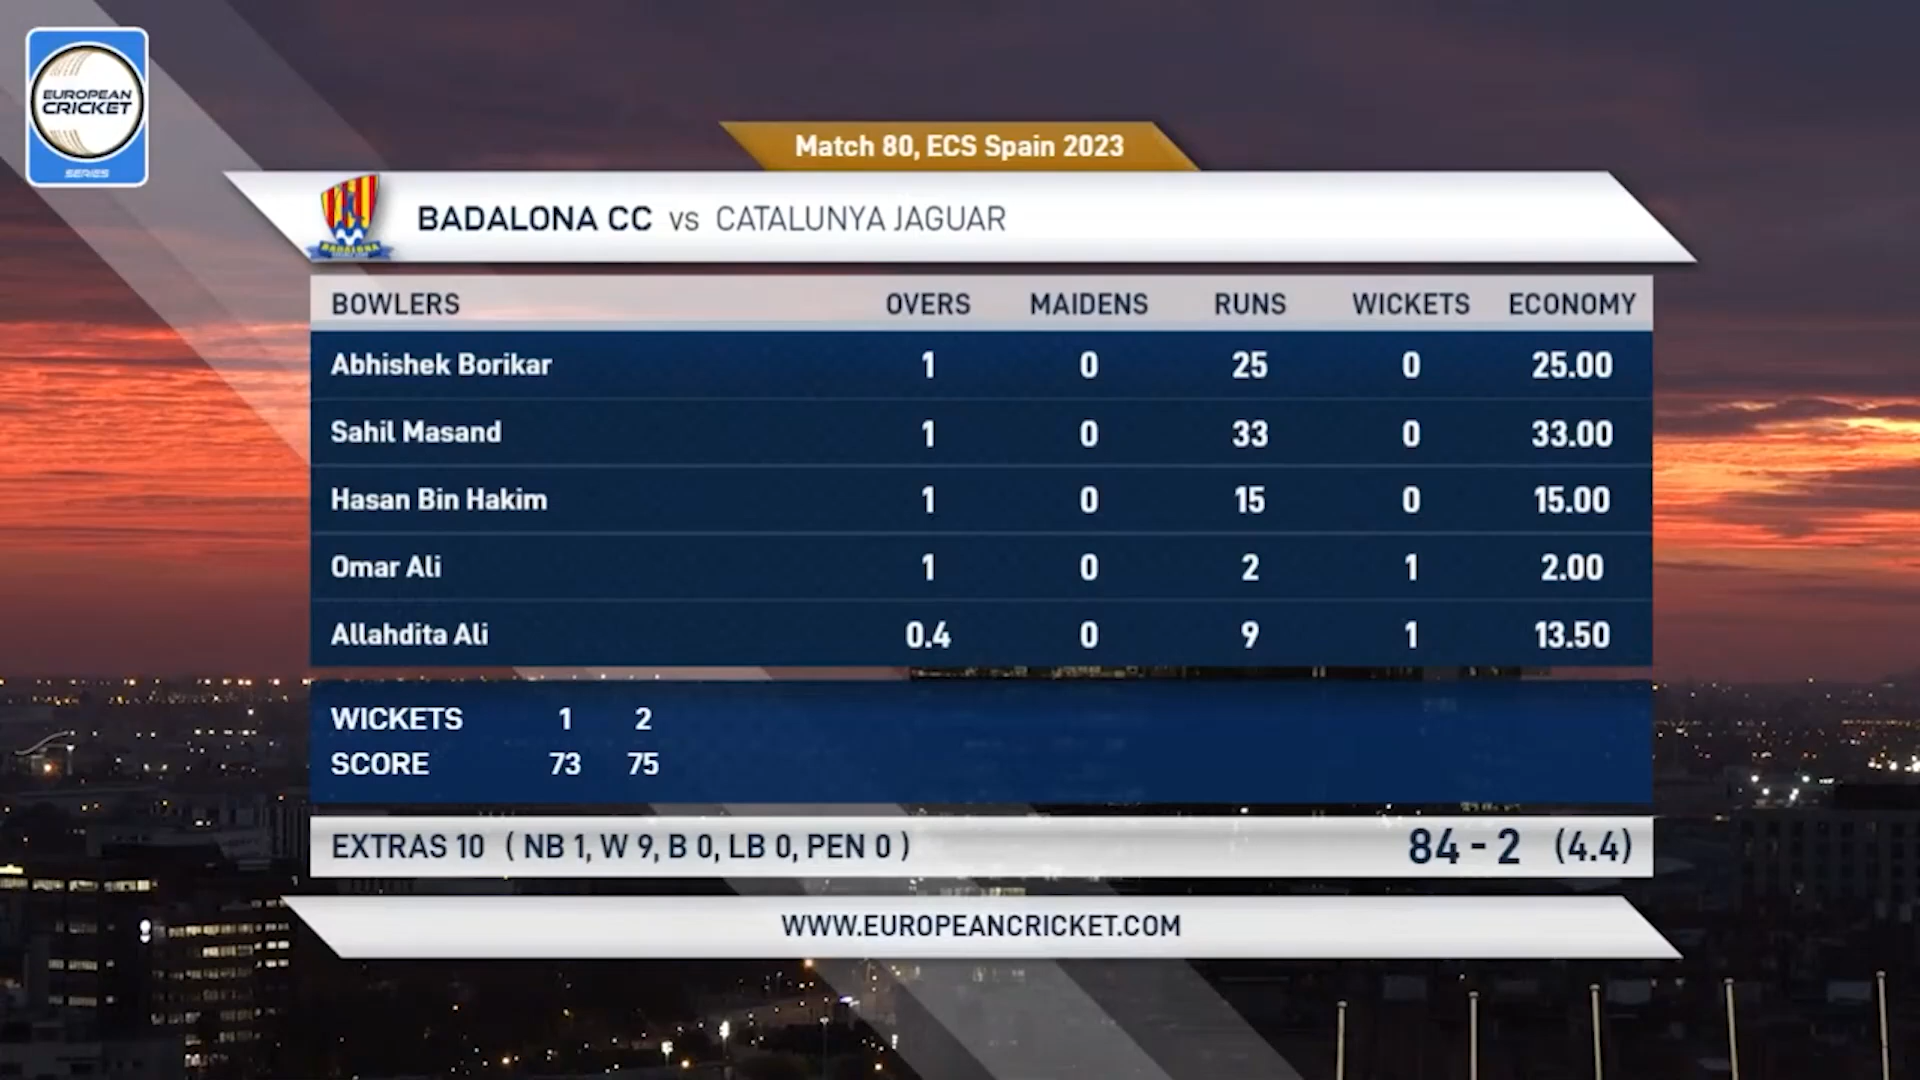 EUROPEAN
CRICKET
SERIES
Match 80, ECS Spain 2023
BADALONA
BADALONA CC vs CATALUNYA JAGUAR
BOWLERS OVERS MAIDENS RUNS WICKETS ECONOMY
Abhishek Borikar 1 0 25 0 25.00
Sahil Masand 1 0 33 0 33.00
Hasan Bin Hakim 1 0 15 0 15.00
Omar Ali 1 0 2 1 2.00
Allahdita Ali 0.4 0 9 1 13.50
WICKETS 1 2
SCORE 73 75
EXTRAS 10 ( NB 1, W 9, B 0, LB 0, PEN 0 ) 84 - 2 (4.4)
WWW.EUROPEANCRICKET.COM